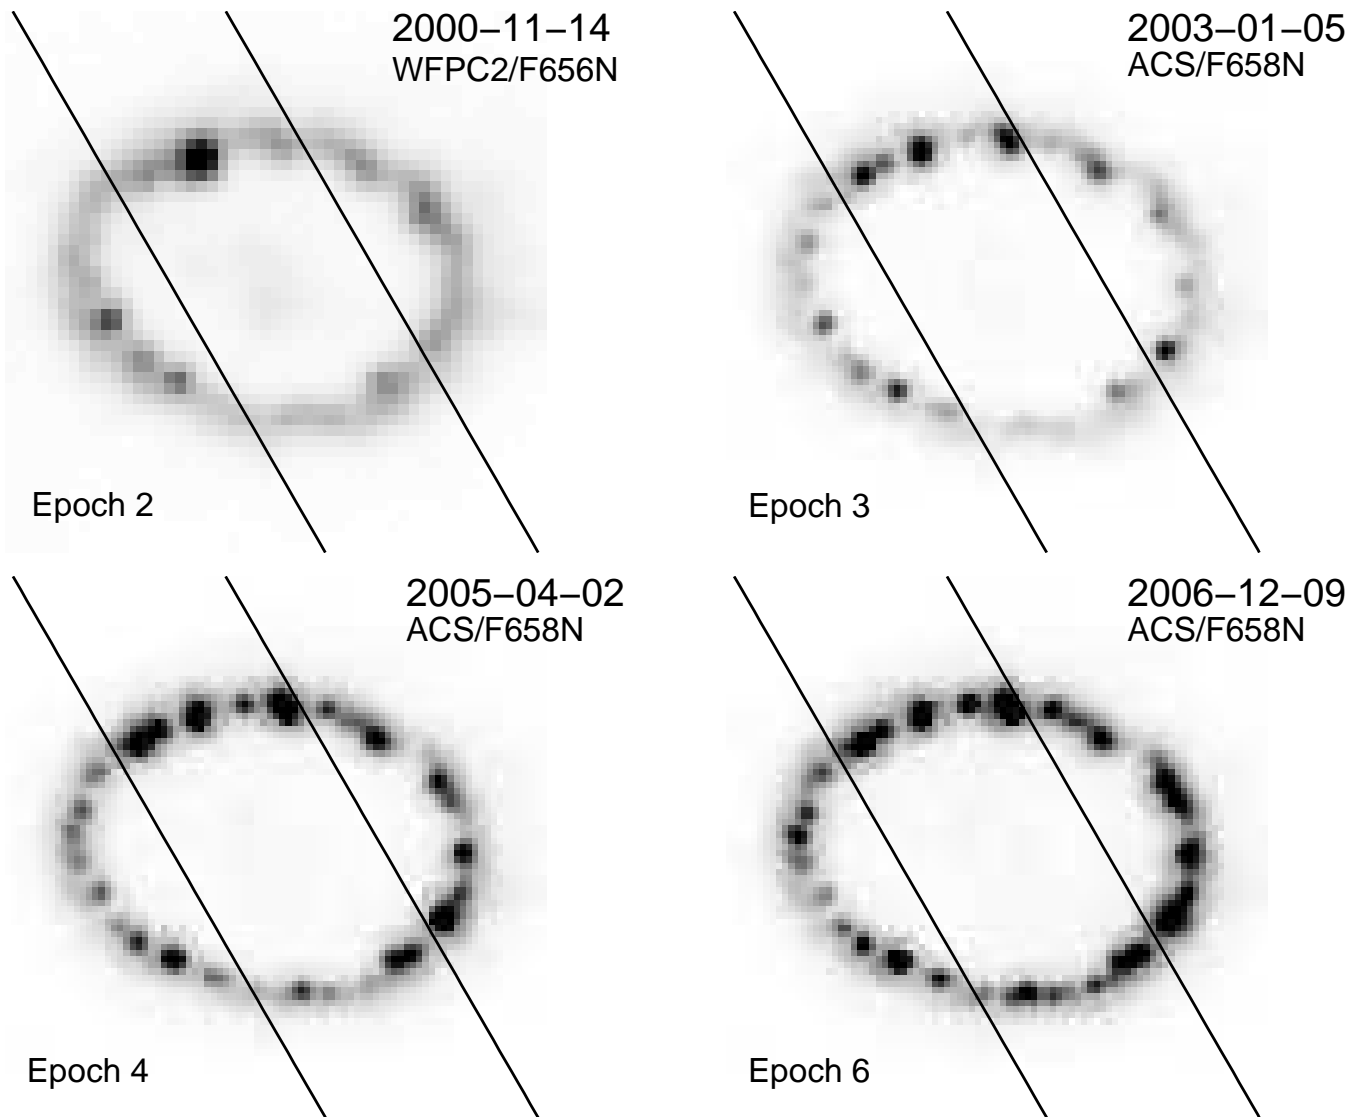 2000–11–14
WFPC2/F656N
Epoch 2
2003–01–05
ACS/F658N
Epoch 3
2005–04–02
ACS/F658N
Epoch 4
2006–12–09
ACS/F658N
Epoch 6